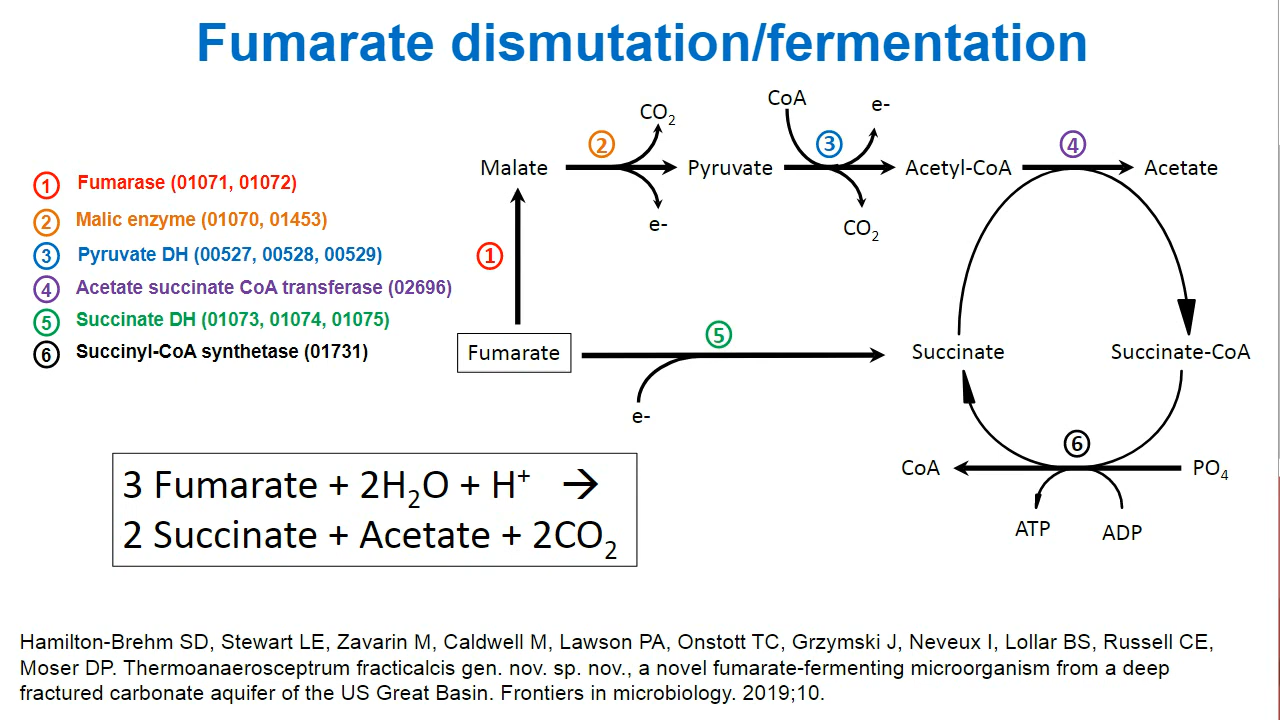 Fumarate dismutation/fermentation
1 Fumarase (01071, 01072)
2 Malic enzyme (01070, 01453)
3 Pyruvate DH (00527, 00528, 00529)
4 Acetate succinate CoA transferase (02696)
5 Succinate DH (01073, 01074, 01075)
6 Succinyl-CoA synthetase (01731)
CO₂
CoA
e-
2
3
4
Malate
Pyruvate
Acetyl-CoA
Acetate
e-
CO₂
1
5
Fumarate
Succinate
Succinate-CoA
e-
6
CoA
PO₄
ATP
ADP
3 Fumarate + 2H₂O + H⁺ →
2 Succinate + Acetate + 2CO₂
Hamilton-Brehm SD, Stewart LE, Zavarin M, Caldwell M, Lawson PA, Onstott TC, Grzymski J, Neveux I, Lollar BS, Russell CE,
Moser DP. Thermoanaerosceptrum fracticalcis gen. nov. sp. nov., a novel fumarate-fermenting microorganism from a deep
fractured carbonate aquifer of the US Great Basin. Frontiers in microbiology. 2019;10.